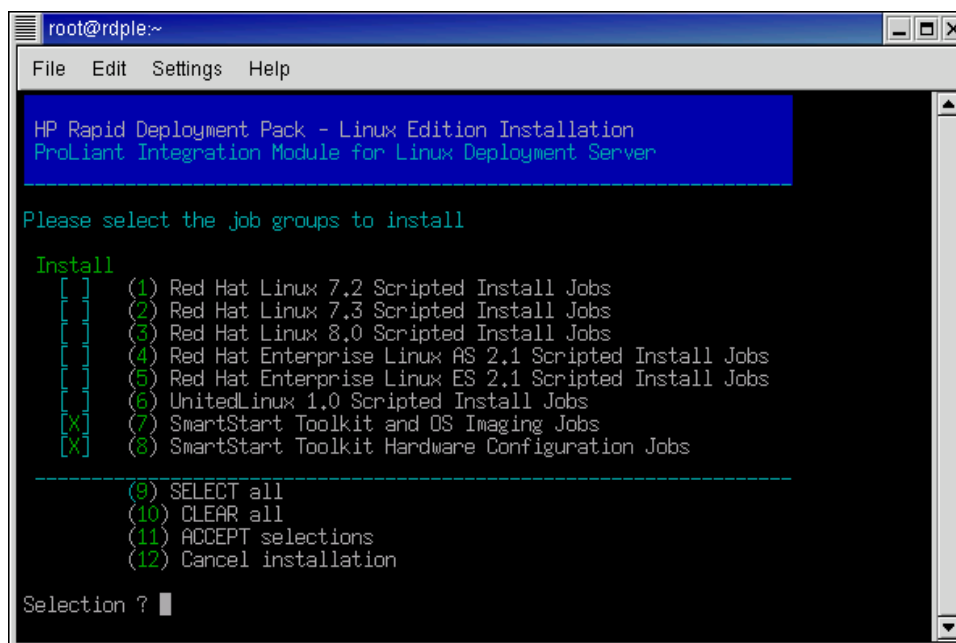 root@rdple:~
File Edit Settings Help
HP Rapid Deployment Pack - Linux Edition Installation
ProLiant Integration Module for Linux Deployment Server
Please select the job groups to install
Install
[ ] (1) Red Hat Linux 7.2 Scripted Install Jobs
[ ] (2) Red Hat Linux 7.3 Scripted Install Jobs
[ ] (3) Red Hat Linux 8.0 Scripted Install Jobs
[ ] (4) Red Hat Enterprise Linux AS 2.1 Scripted Install Jobs
[ ] (5) Red Hat Enterprise Linux ES 2.1 Scripted Install Jobs
[ ] (6) UnitedLinux 1.0 Scripted Install Jobs
[X] (7) SmartStart Toolkit and OS Imaging Jobs
[X] (8) SmartStart Toolkit Hardware Configuration Jobs
(9) SELECT all
(10) CLEAR all
(11) ACCEPT selections
(12) Cancel installation
Selection ?